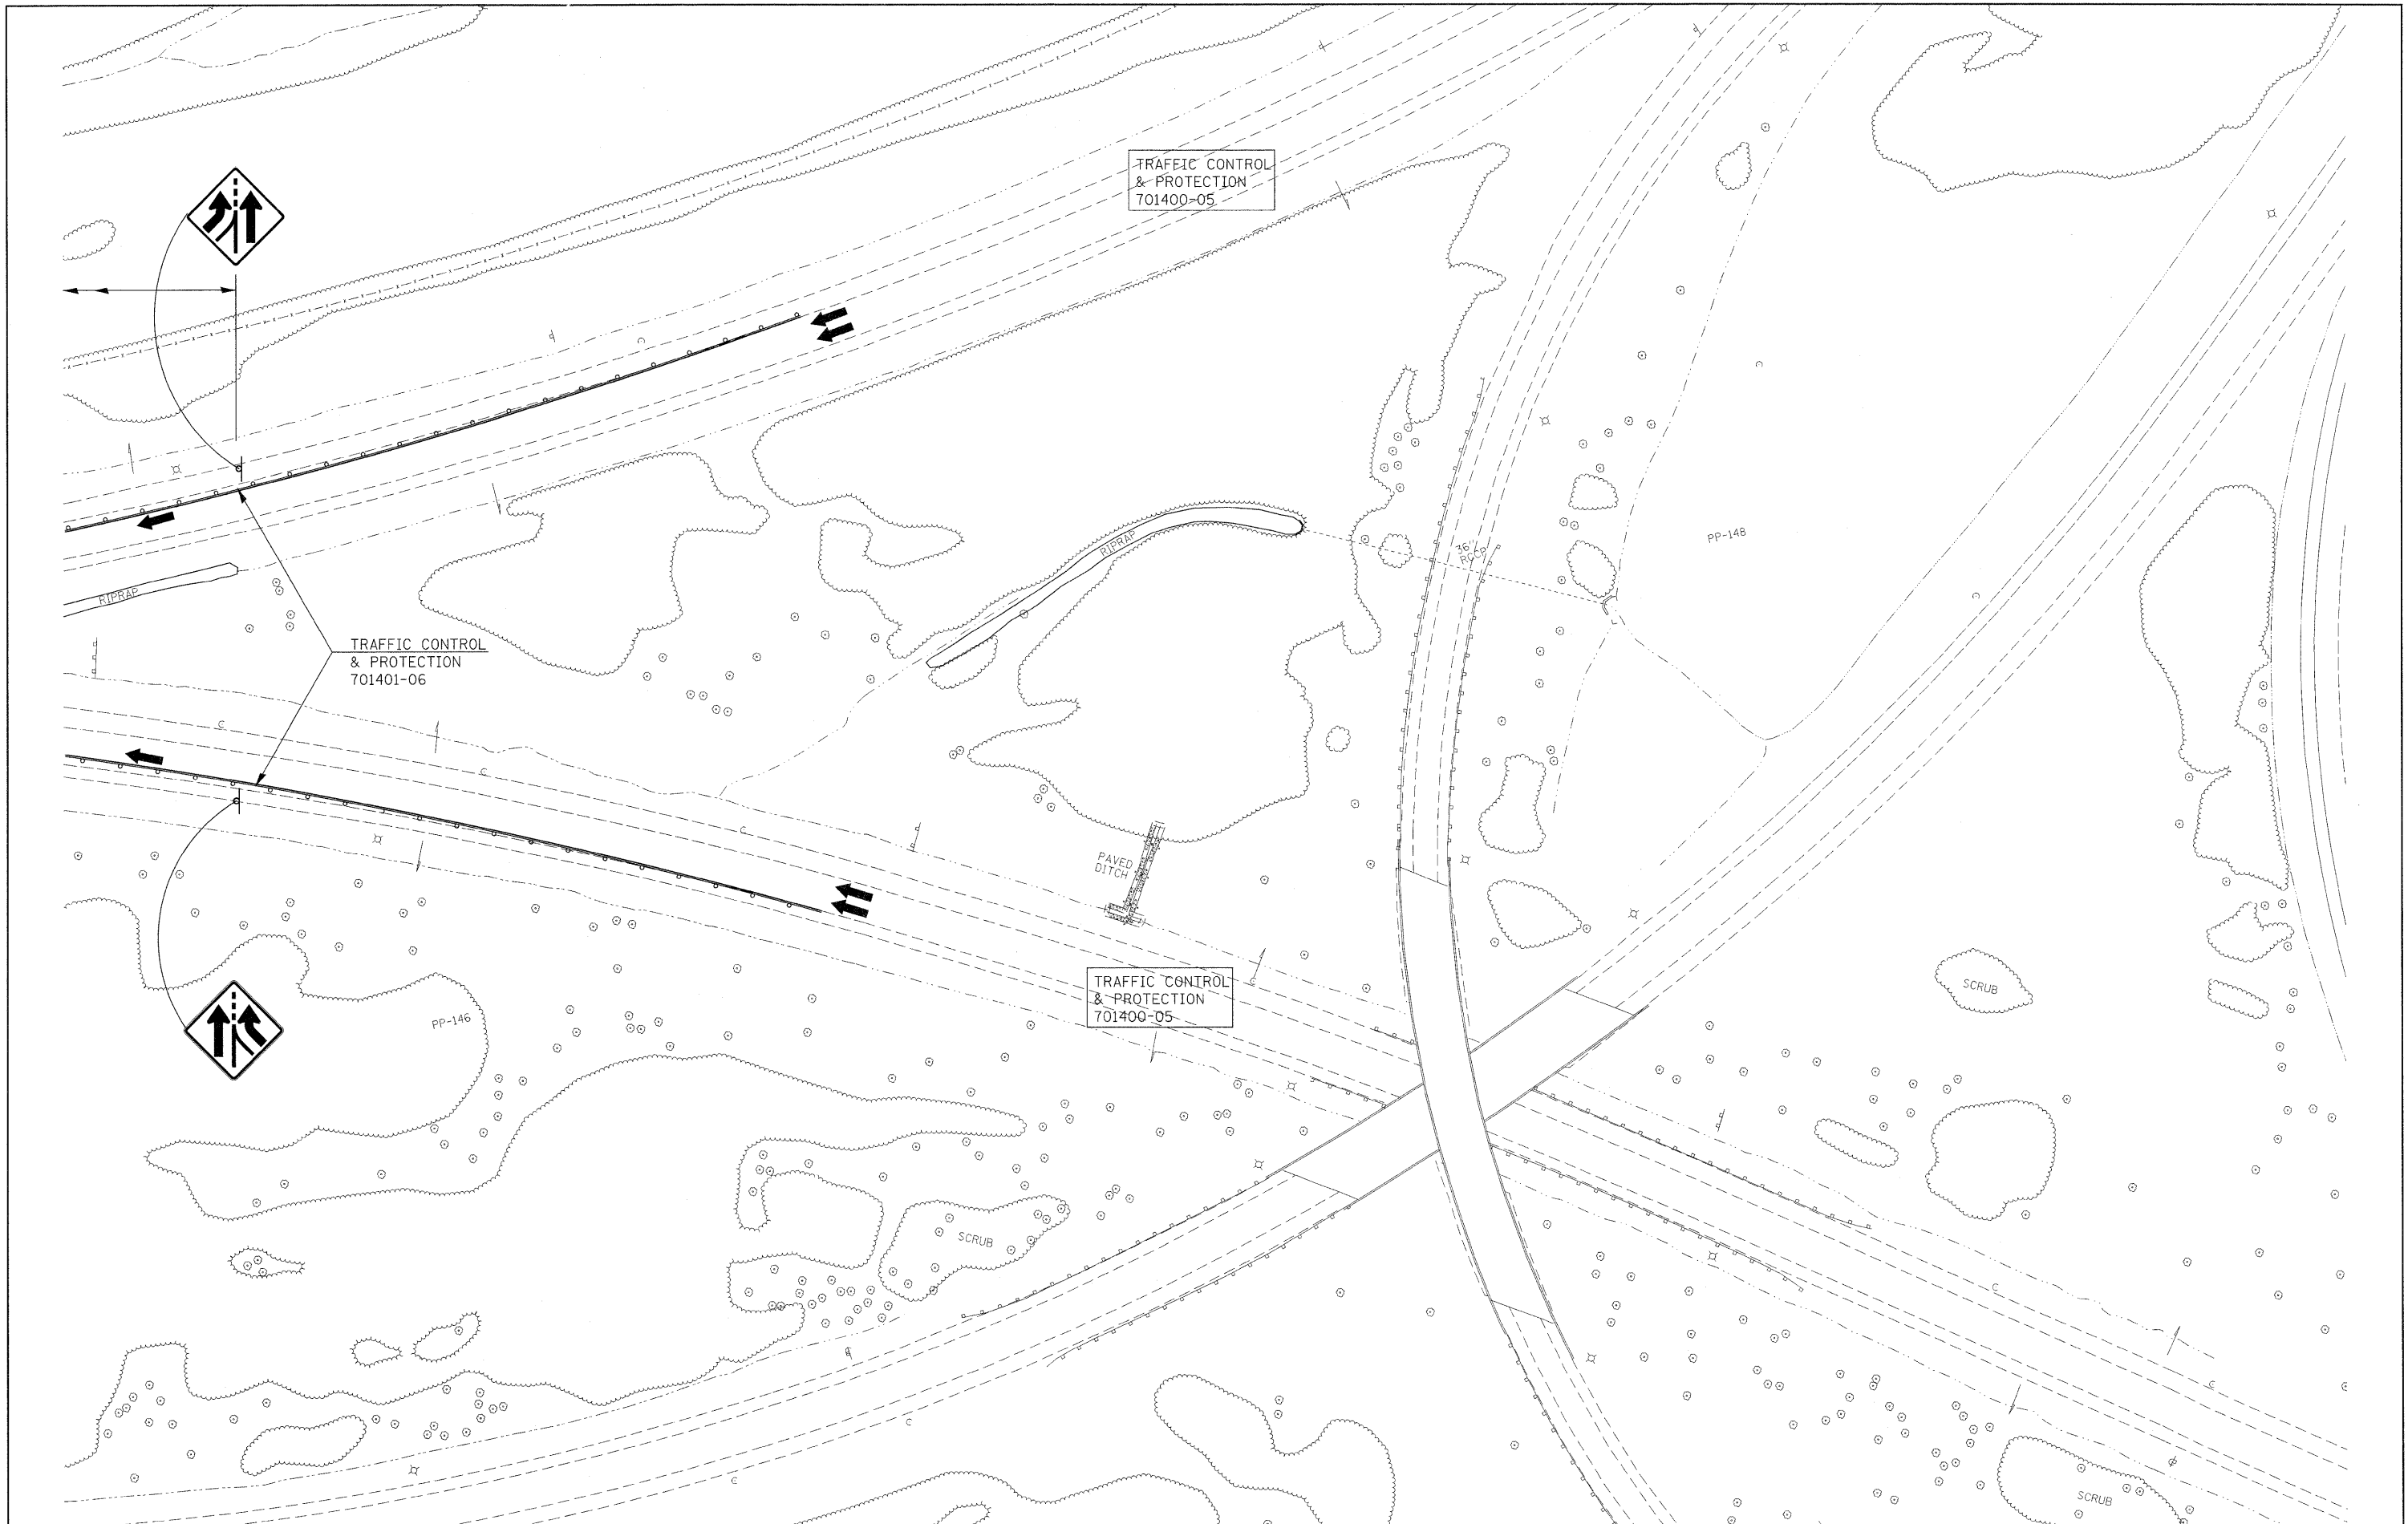 TRAFFIC CONTROL
& PROTECTION
701400-05
36"
RCCP
PP-148
RIPRAP
RIPRAP
TRAFFIC CONTROL
& PROTECTION
701401-06
PAVED
DITCH
TRAFFIC CONTROL
& PROTECTION
701400-05
SCRUB
PP-146
SCRUB
SCRUB